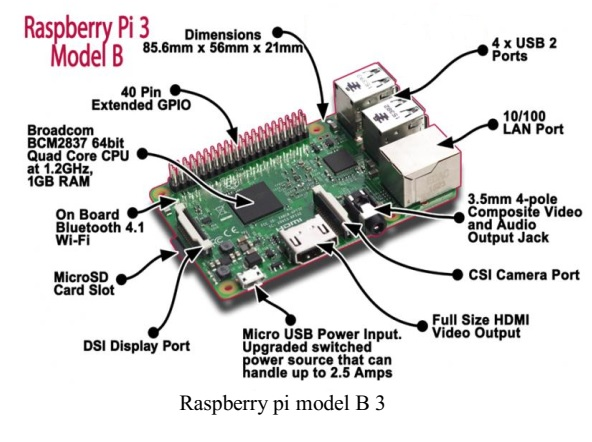 Raspberry Pi 3
Model B
Dimensions
85.6mm x 56mm x 21mm
4 x USB 2
Ports
40 Pin
Extended GPIO
10/100
LAN Port
Broadcom
BCM2837 64bit
Quad Core CPU
at 1.2GHz,
1GB RAM
On Board
Bluetooth 4.1
Wi-Fi
3.5mm 4-pole
Composite Video
and Audio
Output Jack
MicroSD
Card Slot
CSI Camera Port
DSI Display Port
Micro USB Power Input.
Upgraded switched
power source that can
handle up to 2.5 Amps
Full Size HDMI
Video Output
HDMI
Raspberry pi model B 3